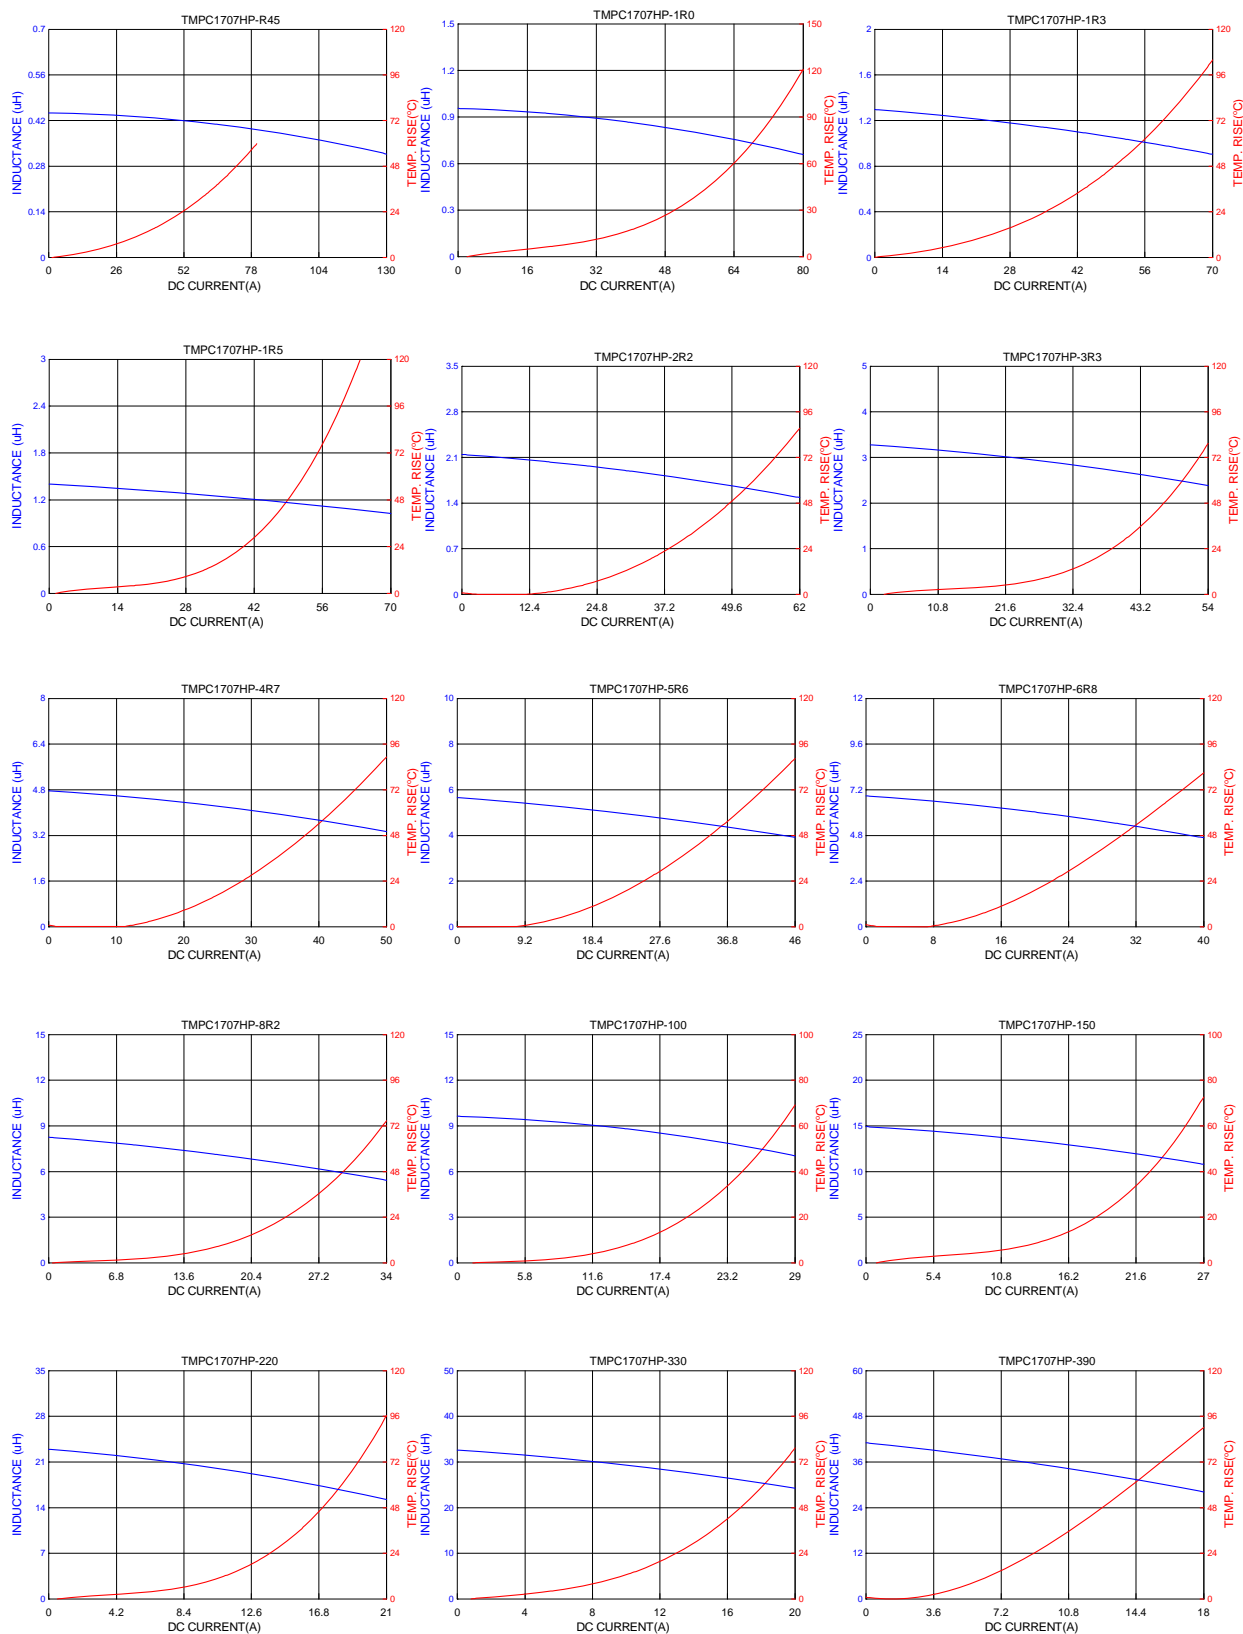 TMPC1707HP-R45
INDUCTANCE (uH)
0.7
0.56
0.42
0.28
0.14
0
120
96
72
48
24
0
TEMP. RISE(ºC)
0 26 52 78 104 130
DC CURRENT(A)
TMPC1707HP-1R0
INDUCTANCE (uH)
1.5
1.2
0.9
0.6
0.3
0
150
120
90
60
30
0
TEMP. RISE(ºC)
0 16 32 48 64 80
DC CURRENT(A)
TMPC1707HP-1R3
INDUCTANCE (uH)
2
1.6
1.2
0.8
0.4
0
120
96
72
48
24
0
TEMP. RISE(ºC)
0 14 28 42 56 70
DC CURRENT(A)
TMPC1707HP-1R5
INDUCTANCE (uH)
3
2.4
1.8
1.2
0.6
0
120
96
72
48
24
0
TEMP. RISE(ºC)
0 14 28 42 56 70
DC CURRENT(A)
TMPC1707HP-2R2
INDUCTANCE (uH)
3.5
2.8
2.1
1.4
0.7
0
120
96
72
48
24
0
TEMP. RISE(ºC)
0 12.4 24.8 37.2 49.6 62
DC CURRENT(A)
TMPC1707HP-3R3
INDUCTANCE (uH)
5
4
3
2
1
0
120
96
72
48
24
0
TEMP. RISE(ºC)
0 10.8 21.6 32.4 43.2 54
DC CURRENT(A)
TMPC1707HP-4R7
INDUCTANCE (uH)
8
6.4
4.8
3.2
1.6
0
120
96
72
48
24
0
TEMP. RISE(ºC)
0 10 20 30 40 50
DC CURRENT(A)
TMPC1707HP-5R6
INDUCTANCE (uH)
10
8
6
4
2
0
120
96
72
48
24
0
TEMP. RISE(ºC)
0 9.2 18.4 27.6 36.8 46
DC CURRENT(A)
TMPC1707HP-6R8
INDUCTANCE (uH)
12
9.6
7.2
4.8
2.4
0
120
96
72
48
24
0
TEMP. RISE(ºC)
0 8 16 24 32 40
DC CURRENT(A)
TMPC1707HP-8R2
INDUCTANCE (uH)
15
12
9
6
3
0
120
96
72
48
24
0
TEMP. RISE(ºC)
0 6.8 13.6 20.4 27.2 34
DC CURRENT(A)
TMPC1707HP-100
INDUCTANCE (uH)
15
12
9
6
3
0
100
80
60
40
20
0
TEMP. RISE(ºC)
0 5.8 11.6 17.4 23.2 29
DC CURRENT(A)
TMPC1707HP-150
INDUCTANCE (uH)
25
20
15
10
5
0
100
80
60
40
20
0
TEMP. RISE(ºC)
0 5.4 10.8 16.2 21.6 27
DC CURRENT(A)
TMPC1707HP-220
INDUCTANCE (uH)
35
28
21
14
7
0
120
96
72
48
24
0
TEMP. RISE(ºC)
0 4.2 8.4 12.6 16.8 21
DC CURRENT(A)
TMPC1707HP-330
INDUCTANCE (uH)
50
40
30
20
10
0
120
96
72
48
24
0
TEMP. RISE(ºC)
0 4 8 12 16 20
DC CURRENT(A)
TMPC1707HP-390
INDUCTANCE (uH)
60
48
36
24
12
0
120
96
72
48
24
0
TEMP. RISE(ºC)
0 3.6 7.2 10.8 14.4 18
DC CURRENT(A)